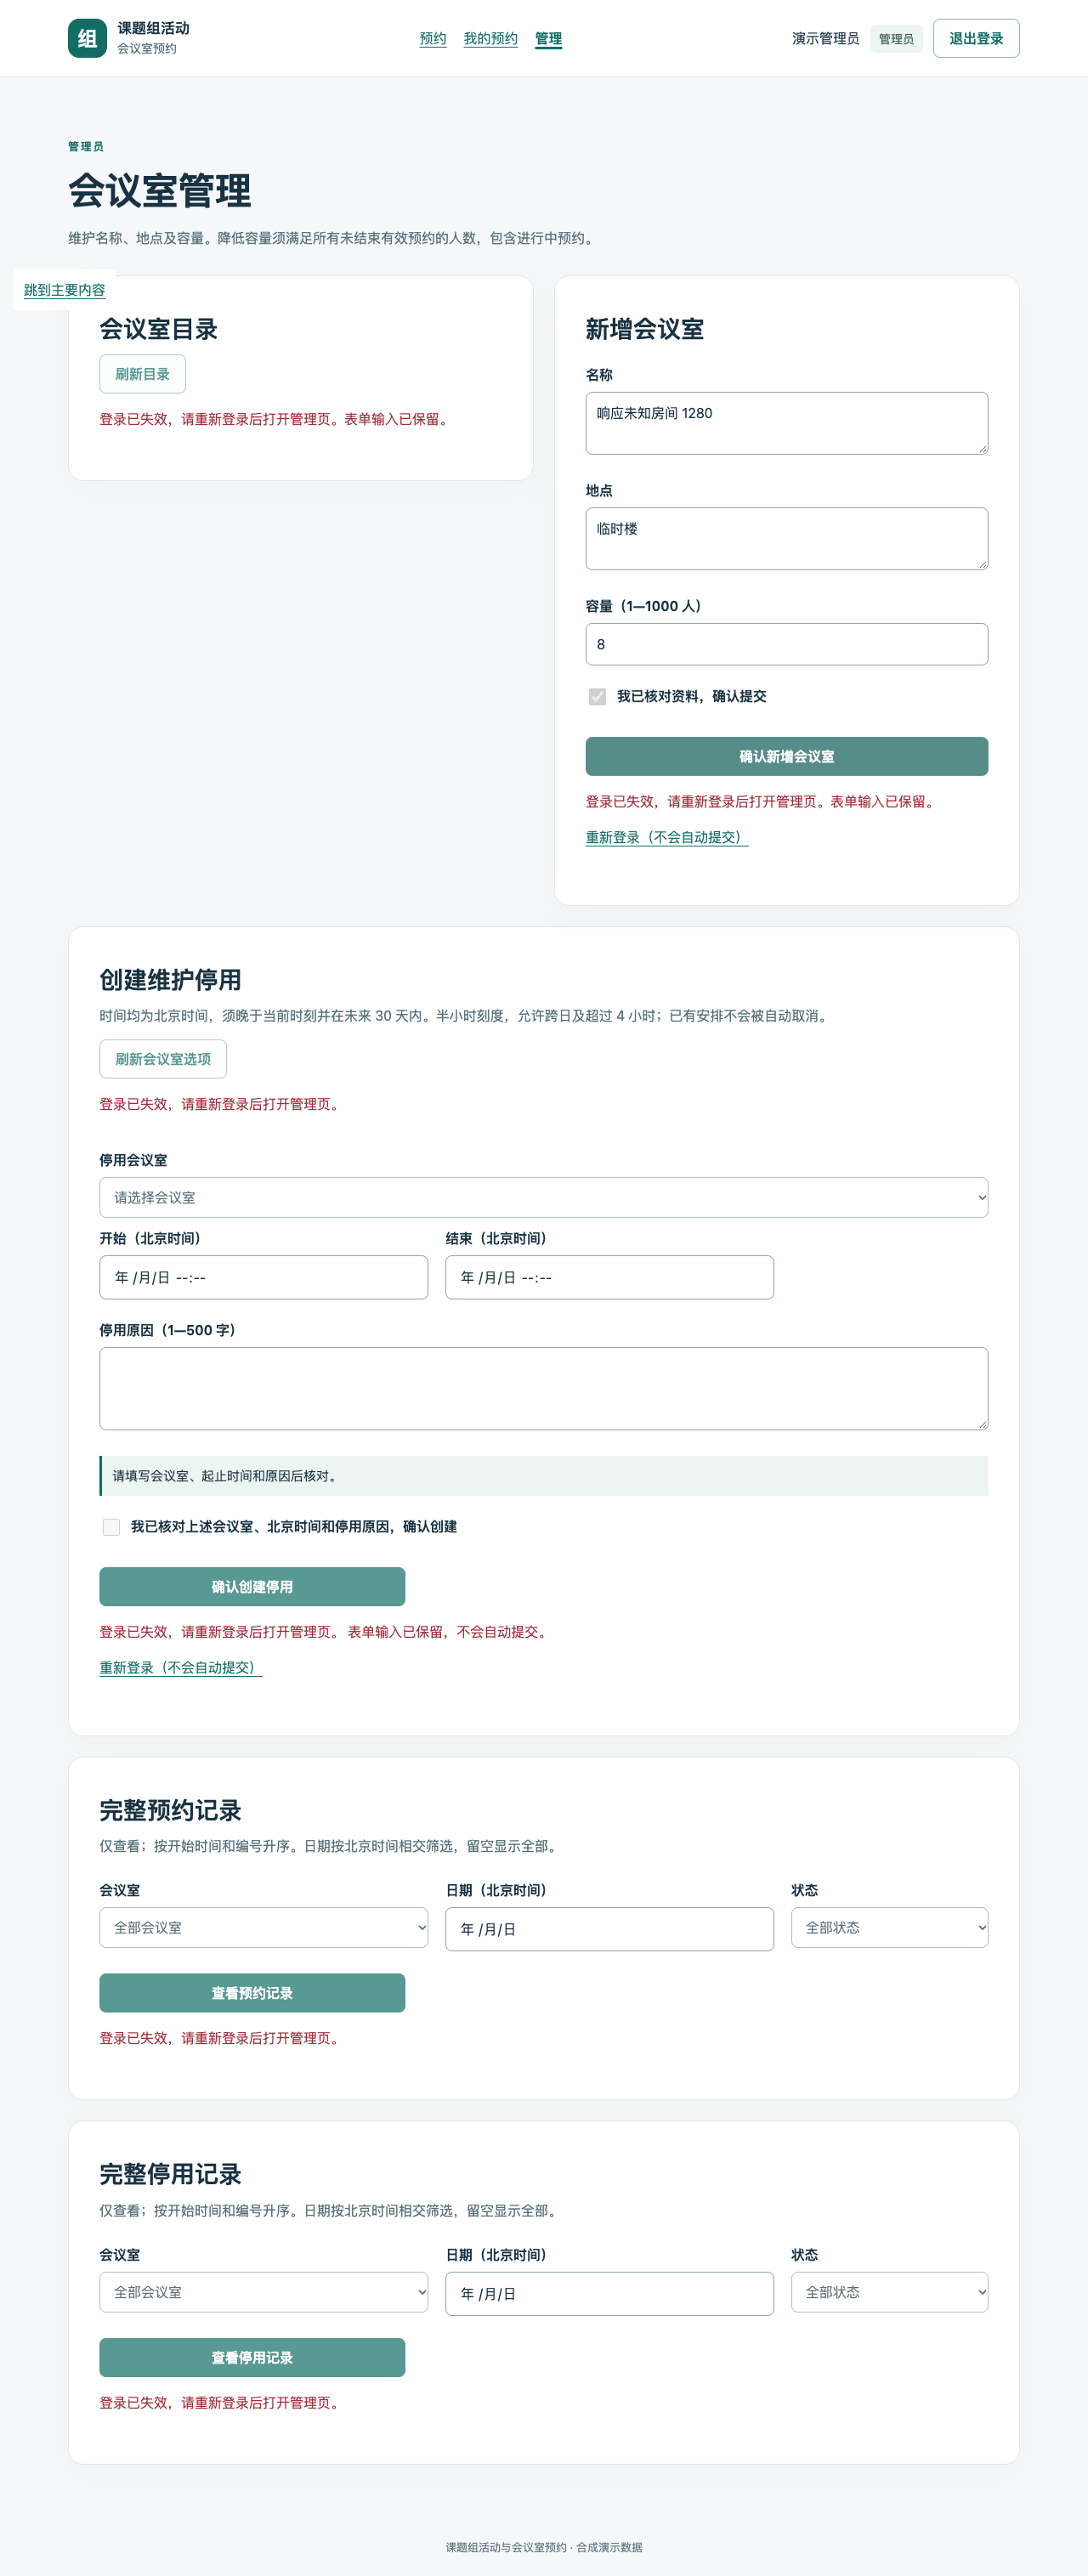 组
课题组活动
会议室预约
预约 我的预约 管理
演示管理员 管理员 退出登录
管理员
会议室管理
维护名称、地点及容量。降低容量须满足所有未结束有效预约的人数，包含进行中预约。
跳到主要内容
会议室目录
刷新目录
登录已失效，请重新登录后打开管理页。表单输入已保留。
新增会议室
名称
响应未知房间 1280
地点
临时楼
容量（1—1000 人）
8
我已核对资料，确认提交
确认新增会议室
登录已失效，请重新登录后打开管理页。表单输入已保留。
重新登录（不会自动提交）
创建维护停用
时间均为北京时间，须晚于当前时刻并在未来 30 天内。半小时刻度，允许跨日及超过 4 小时；已有安排不会被自动取消。
刷新会议室选项
登录已失效，请重新登录后打开管理页。
停用会议室
请选择会议室
开始（北京时间） 结束（北京时间）
年 /月/日 --:-- 年 /月/日 --:--
停用原因（1—500 字）
请填写会议室、起止时间和原因后核对。
我已核对上述会议室、北京时间和停用原因，确认创建
确认创建停用
登录已失效，请重新登录后打开管理页。 表单输入已保留，不会自动提交。
重新登录（不会自动提交）
完整预约记录
仅查看；按开始时间和编号升序。日期按北京时间相交筛选，留空显示全部。
会议室 日期（北京时间） 状态
全部会议室 年 /月/日 全部状态
查看预约记录
登录已失效，请重新登录后打开管理页。
完整停用记录
仅查看；按开始时间和编号升序。日期按北京时间相交筛选，留空显示全部。
会议室 日期（北京时间） 状态
全部会议室 年 /月/日 全部状态
查看停用记录
登录已失效，请重新登录后打开管理页。
课题组活动与会议室预约 · 合成演示数据